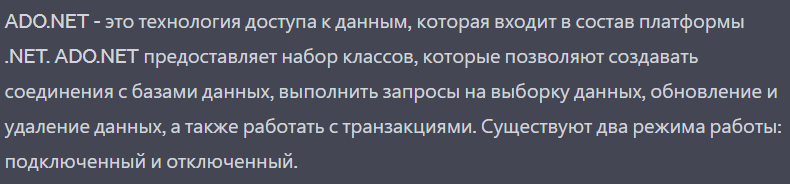 ADO.NET - это технология доступа к данным, которая входит в состав платформы
.NET. ADO.NET предоставляет набор классов, которые позволяют создавать
соединения с базами данных, выполнить запросы на выборку данных, обновление и
удаление данных, а также работать с транзакциями. Существуют два режима работы:
подключенный и отключенный.